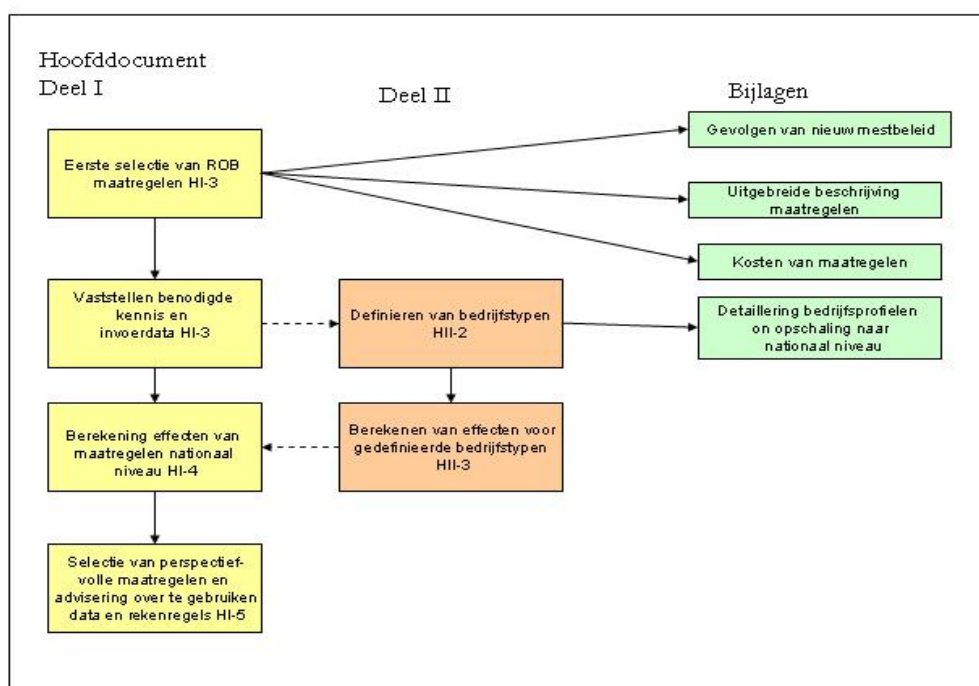 Hoofddocument
Deel I
Deel II
Bijlagen
Eerste selectie van ROB
maatregelen HI-3
Gevolgen van nieuw mestbeleid
Uitgebreide beschrijving
maatregelen
Kosten van maatregelen
Vaststellen benodigde
kennis en
invoerdata HI-3
Definieren van bedrijfstypen
HII-2
Detaillering bedrijfsprofielen
on opschaling naar
nationaal niveau
Berekening effecten van
maatregelen nationaal
niveau HI-4
Berekenen van effecten voor
gedefinieerde bedrijfstypen
HII-3
Selectie van perspectief-
volle maatregelen en
advisering over te gebruiken
data en rekenregels HI-5